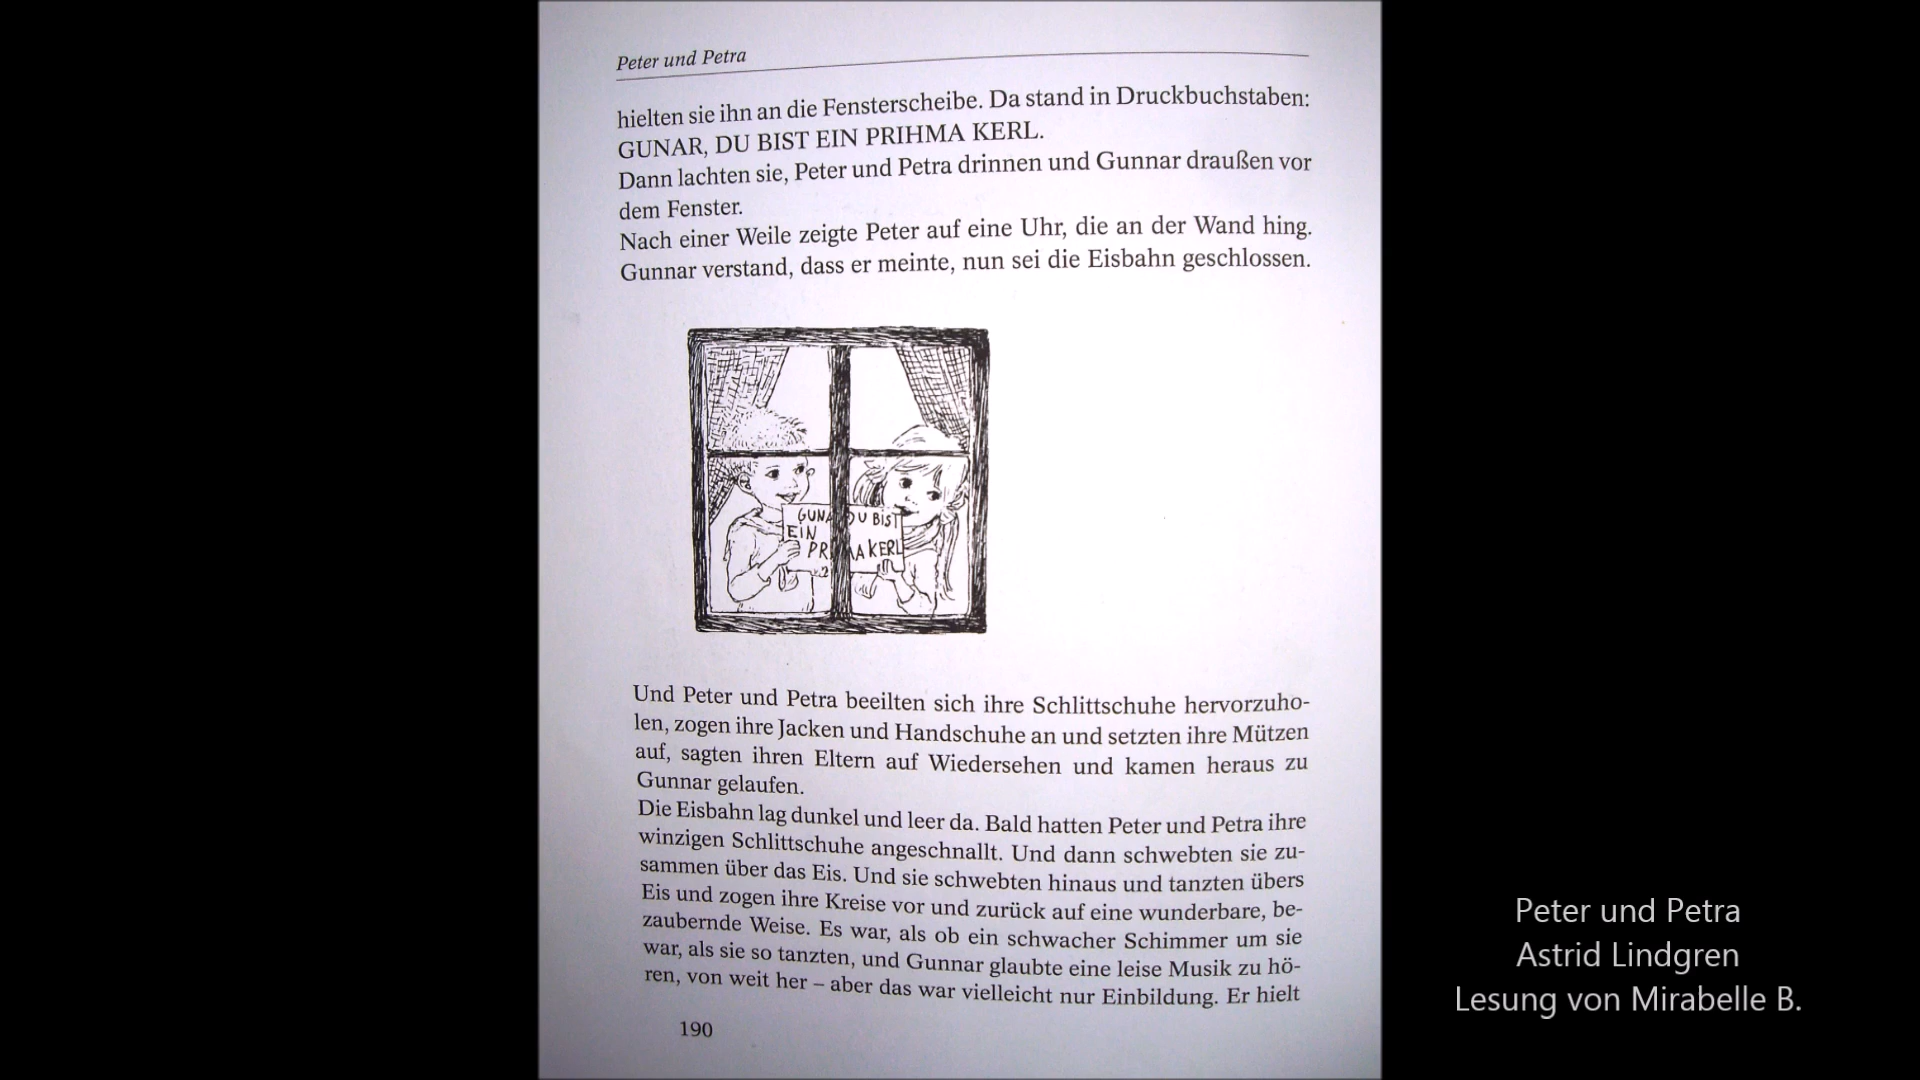 Peter und Petra
hielten sie ihn an die Fensterscheibe. Da stand in Druckbuchstaben:
GUNAR, DU BIST EIN PRIHMA KERL.
Dann lachten sie, Peter und Petra drinnen und Gunnar draußen vor
dem Fenster.
Nach einer Weile zeigte Peter auf eine Uhr, die an der Wand hing.
Gunnar verstand, dass er meinte, nun sei die Eisbahn geschlossen.
GUNA DU BIST
EIN
PRI MA KERL
Und Peter und Petra beeilten sich ihre Schlittschuhe hervorzuho-
len, zogen ihre Jacken und Handschuhe an und setzten ihre Mützen
auf, sagten ihren Eltern auf Wiedersehen und kamen heraus zu
Gunnar gelaufen.
Die Eisbahn lag dunkel und leer da. Bald hatten Peter und Petra ihre
winzigen Schlittschuhe angeschnallt. Und dann schwebten sie zu-
sammen über das Eis. Und sie schwebten hinaus und tanzten übers
Eis und zogen ihre Kreise vor und zurück auf eine wunderbare, be-
zaubernde Weise. Es war, als ob ein schwacher Schimmer um sie
war, als sie so tanzten, und Gunnar glaubte eine leise Musik zu hö-
ren, von weit her – aber das war vielleicht nur Einbildung. Er hielt
190
Peter und Petra
Astrid Lindgren
Lesung von Mirabelle B.